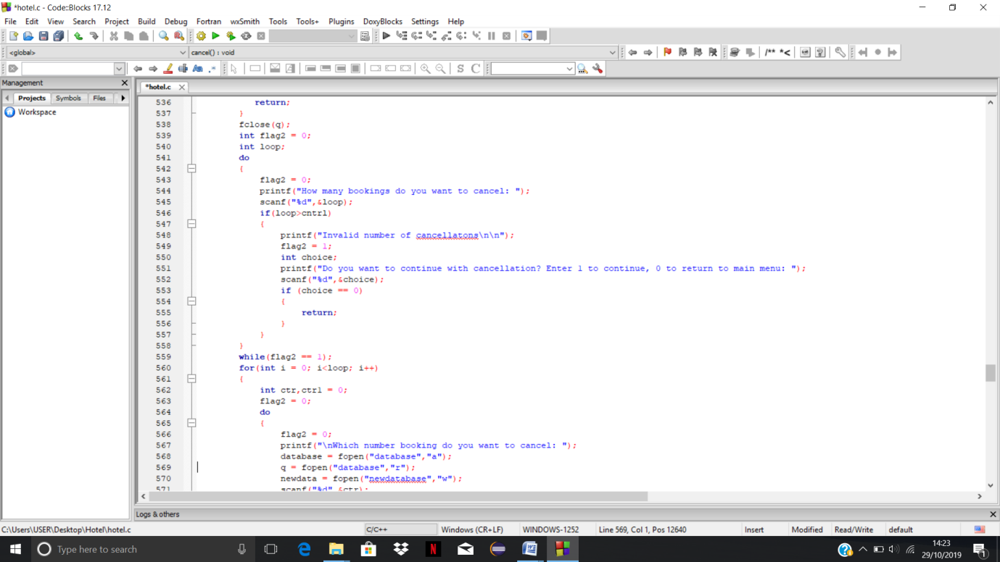 *hotel.c - Code::Blocks 17.12
File Edit View Search Project Build Debug Fortran wxSmith Tools Tools+ Plugins DoxyBlocks Settings Help
<global> cancel() : void
/** *<
Aa .*
S C
Management
*hotel.c
Projects Symbols Files
Workspace
536 return;
537 }
538 fclose(q);
539 int flag2 = 0;
540 int loop;
541 do
542 {
543 flag2 = 0;
544 printf("How many bookings do you want to cancel: ");
545 scanf("%d",&loop);
546 if(loop>cntrl)
547 {
548 printf("Invalid number of cancellatons\n\n");
549 flag2 = 1;
550 int choice;
551 printf("Do you want to continue with cancellation? Enter 1 to continue, 0 to return to main menu: ");
552 scanf("%d",&choice);
553 if (choice == 0)
554 {
555 return;
556 }
557 }
558 }
559 while(flag2 == 1);
560 for(int i = 0; i<loop; i++)
561 {
562 int ctr,ctrl = 0;
563 flag2 = 0;
564 do
565 {
566 flag2 = 0;
567 printf("\nWhich number booking do you want to cancel: ");
568 database = fopen("database","a");
569 q = fopen("database","r");
570 newdata = fopen("newdatabase","w");
571 scanf("%d",&ctr);
Logs & others
C:\Users\USER\Desktop\Hotel\hotel.c C/C++ Windows (CR+LF) WINDOWS-1252 Line 569, Col 1, Pos 12640 Insert Modified Read/Write default
Type here to search
14:23
29/10/2019
1